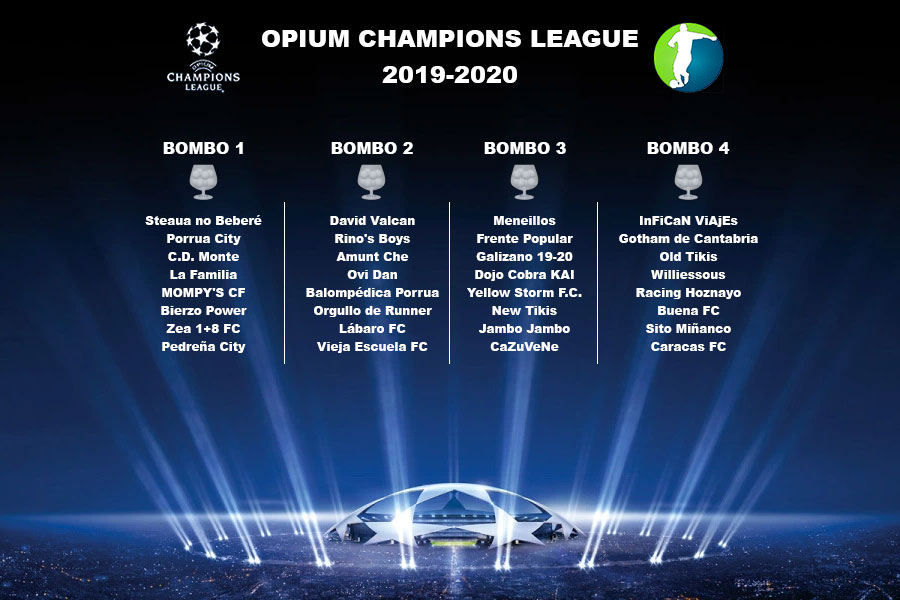 OPIUM CHAMPIONS LEAGUE
2019-2020
OPIUM
CHAMPIONS
LEAGUE
BOMBO 1
Steaua no Beberé
Porrua City
C.D. Monte
La Familia
MOMPY'S CF
Bierzo Power
Zea 1+8 FC
Pedreña City
BOMBO 2
David Valcan
Rino's Boys
Amunt Che
Ovi Dan
Balompédica Porrua
Orgullo de Runner
Lábaro FC
Vieja Escuela FC
BOMBO 3
Meneillos
Frente Popular
Galizano 19-20
Dojo Cobra KAI
Yellow Storm F.C.
New Tikis
Jambo Jambo
CaZuVeNe
BOMBO 4
InFiCaN ViAjEs
Gotham de Cantabria
Old Tikis
Williessous
Racing Hoznayo
Buena FC
Sito Miñanco
Caracas FC